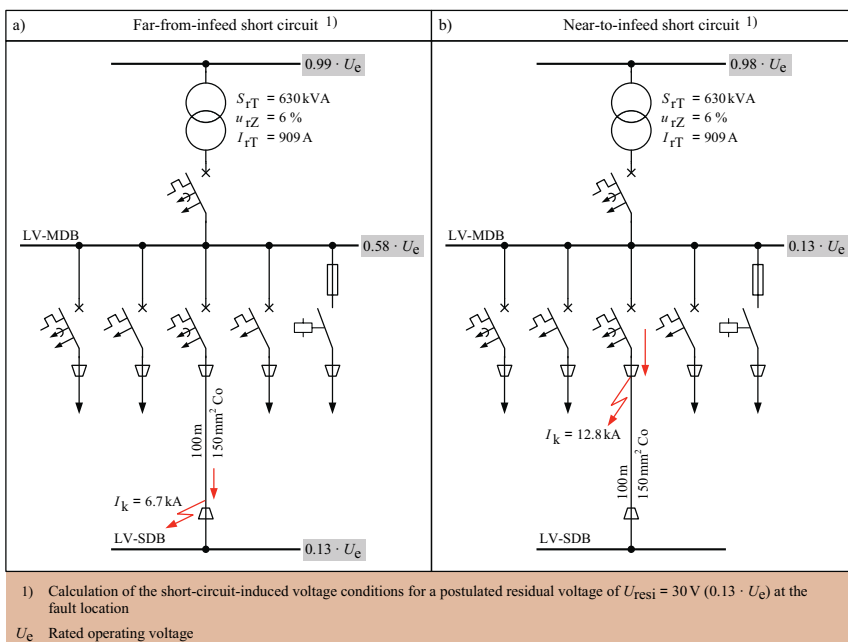 a) Far-from-infeed short circuit 1)
0.99 · Ue
SrT = 630 kVA
urZ = 6 %
IrT = 909 A
LV-MDB
0.58 · Ue
100 m
150 mm² Co
Ik = 6.7 kA
LV-SDB
0.13 · Ue
b) Near-to-infeed short circuit 1)
0.98 · Ue
SrT = 630 kVA
urZ = 6 %
IrT = 909 A
LV-MDB
0.13 · Ue
Ik = 12.8 kA
100 m
150 mm² Co
LV-SDB
1) Calculation of the short-circuit-induced voltage conditions for a postulated residual voltage of Uresi = 30 V (0.13 · Ue) at the
fault location
Ue Rated operating voltage